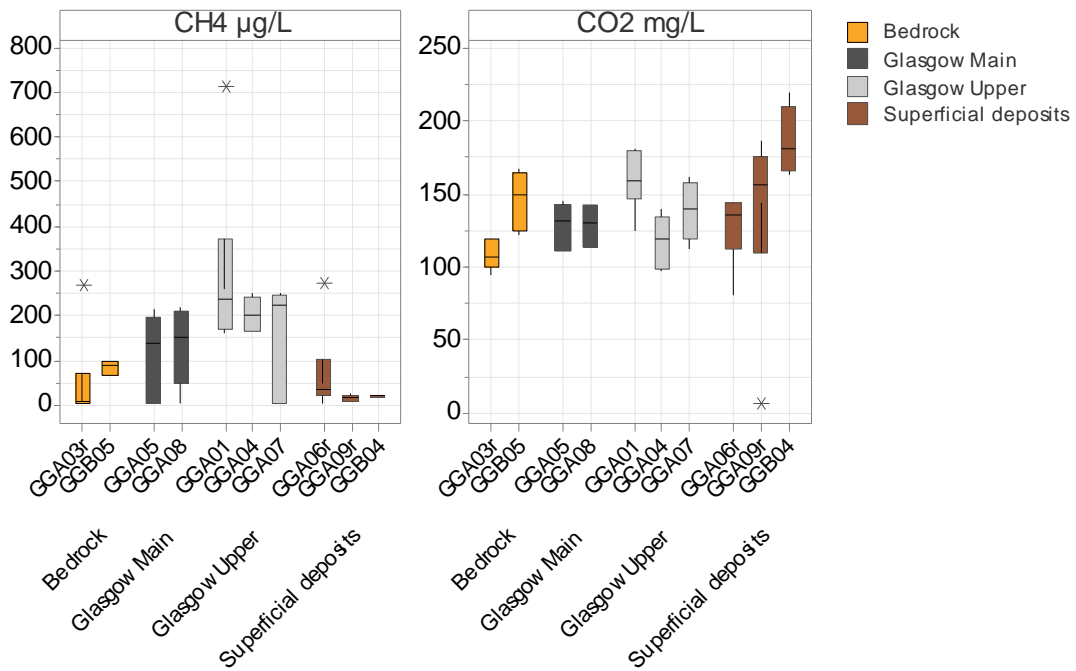 CH4 µg/L
800
700
600
500
400
300
200
100
0
GGA03r
GGB05
GGA05
GGA08
GGA01
GGA04
GGA07
GGA06r
GGA09r
GGB04
Bedrock
Glasgow Main
Glasgow Upper
Superficial deposits
CO2 mg/L
250
200
150
100
50
0
GGA03r
GGB05
GGA05
GGA08
GGA01
GGA04
GGA07
GGA06r
GGA09r
GGB04
Bedrock
Glasgow Main
Glasgow Upper
Superficial deposits
Bedrock
Glasgow Main
Glasgow Upper
Superficial deposits